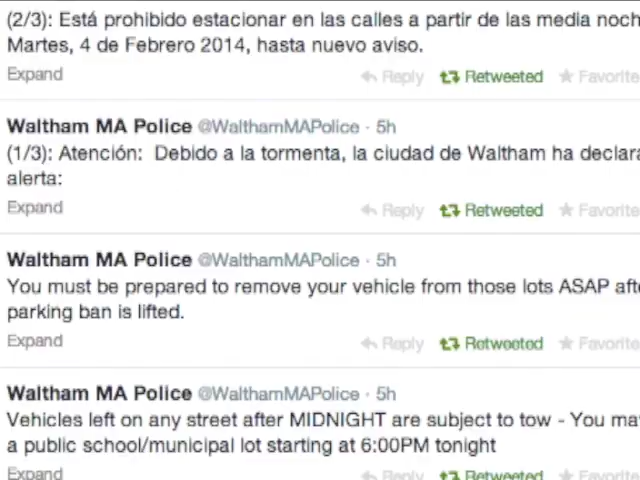 (2/3): Está prohibido estacionar en las calles a partir de las media
Martes, 4 de Febrero 2014, hasta nuevo aviso.
Expand Reply Retweeted Favorite
Waltham MA Police @WalthamMAPolice · 5h
(1/3): Atención: Debido a la tormenta, la ciudad de Waltham ha
alerta:
Expand Reply Retweeted Favorite
Waltham MA Police @WalthamMAPolice · 5h
You must be prepared to remove your vehicle from those lots ASAP
parking ban is lifted.
Expand Reply Retweeted Favorite
Waltham MA Police @WalthamMAPolice · 5h
Vehicles left on any street after MIDNIGHT are subject to tow - You
a public school/municipal lot starting at 6:00PM tonight
Expand Reply Retweeted Favorite